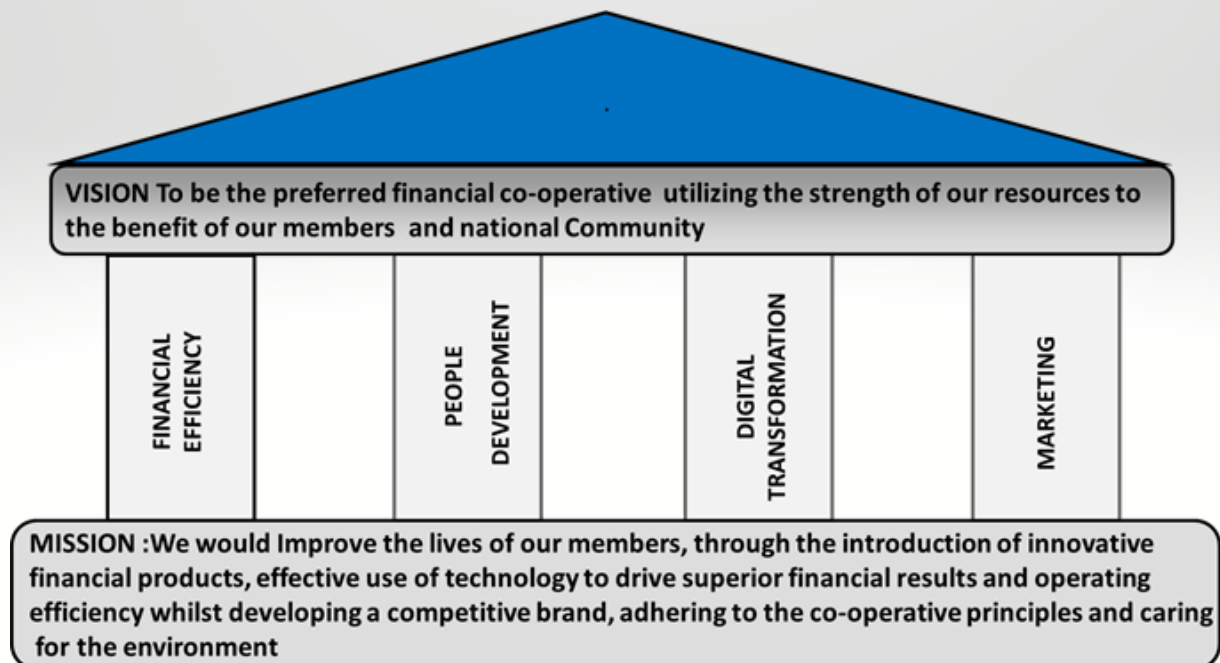 VISION To be the preferred financial co-operative utilizing the strength of our resources to
the benefit of our members and national Community
FINANCIAL
EFFICIENCY
PEOPLE
DEVELOPMENT
DIGITAL
TRANSFORMATION
MARKETING
MISSION :We would Improve the lives of our members, through the introduction of innovative
financial products, effective use of technology to drive superior financial results and operating
efficiency whilst developing a competitive brand, adhering to the co-operative principles and caring
for the environment